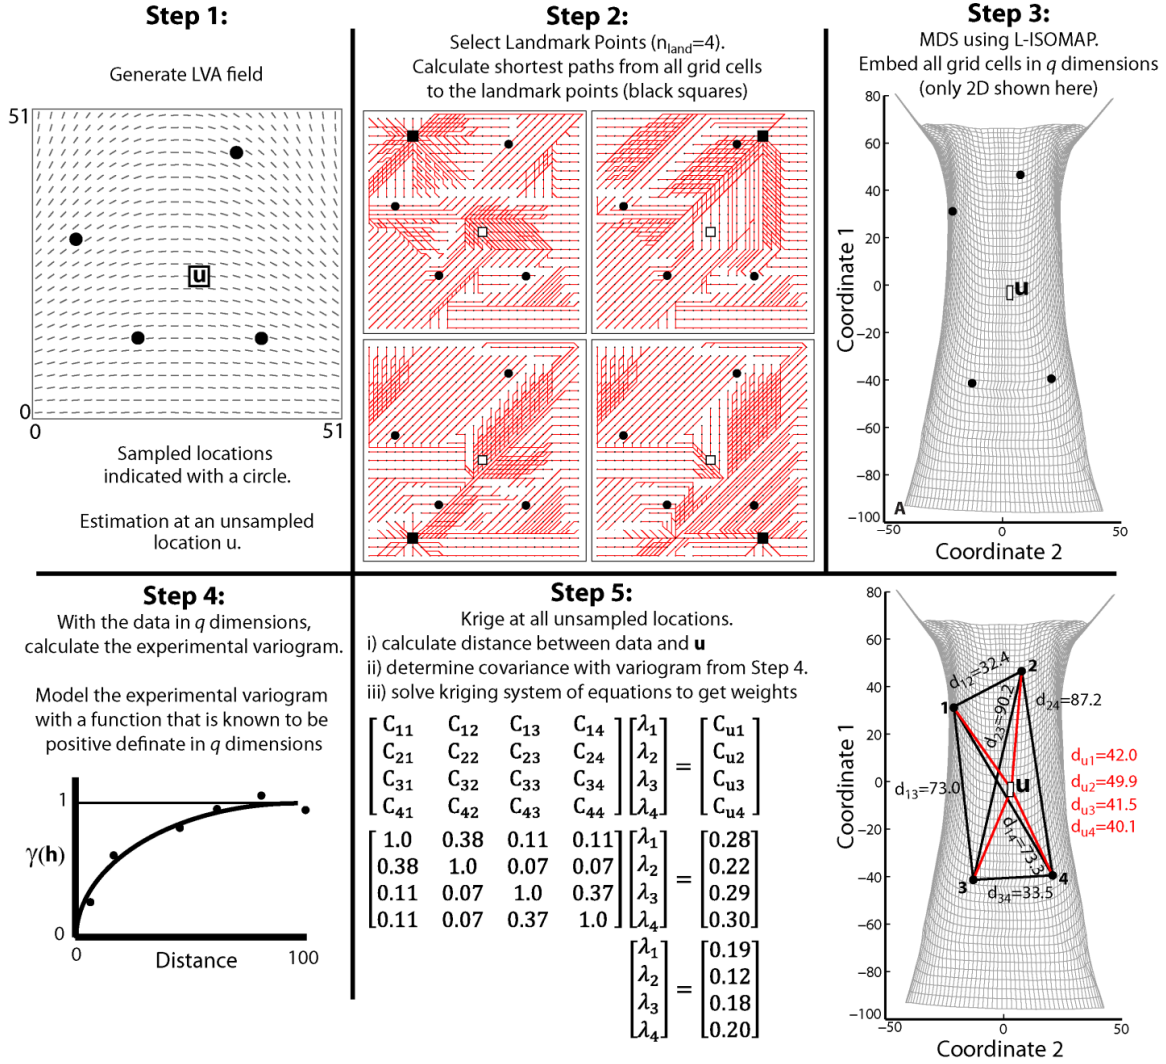 Step 1:
Generate LVA field
51
u
0
0
51
Sampled locations
indicated with a circle.
Estimation at an unsampled
location u.
Step 2:
Select Landmark Points (nland=4).
Calculate shortest paths from all grid cells
to the landmark points (black squares)
Step 3:
MDS using L-ISOMAP.
Embed all grid cells in q dimensions
(only 2D shown here)
80
60
40
20
0
−20
−40
−60
−80
−100
Coordinate 1
u
A
−50
0
50
Coordinate 2
Step 4:
With the data in q dimensions,
calculate the experimental variogram.
Model the experimental variogram
with a function that is known to be
positive definate in q dimensions
1
γ(h)
0
0
Distance
100
Step 5:
Krige at all unsampled locations.
i) calculate distance between data and u
ii) determine covariance with variogram from Step 4.
iii) solve kriging system of equations to get weights
C11 C12 C13 C14 λ1 Cu1
C21 C22 C23 C24 λ2 = Cu2
C31 C32 C33 C34 λ3 Cu3
C41 C42 C43 C44 λ4 Cu4
1.0 0.38 0.11 0.11 λ1 0.28
0.38 1.0 0.07 0.07 λ2 = 0.22
0.11 0.07 1.0 0.37 λ3 0.29
0.11 0.07 0.37 1.0 λ4 0.30
λ1 0.19
λ2 = 0.12
λ3 0.18
λ4 0.20
80
60
40
20
0
−20
−40
−60
−80
−100
Coordinate 1
d12=32.4
2
1
d23=90.2
d24=87.2
du1=42.0
du2=49.9
du3=41.5
du4=40.1
d13=73.0
u
d14=73.3
3
4
d34=33.5
−50
0
50
Coordinate 2